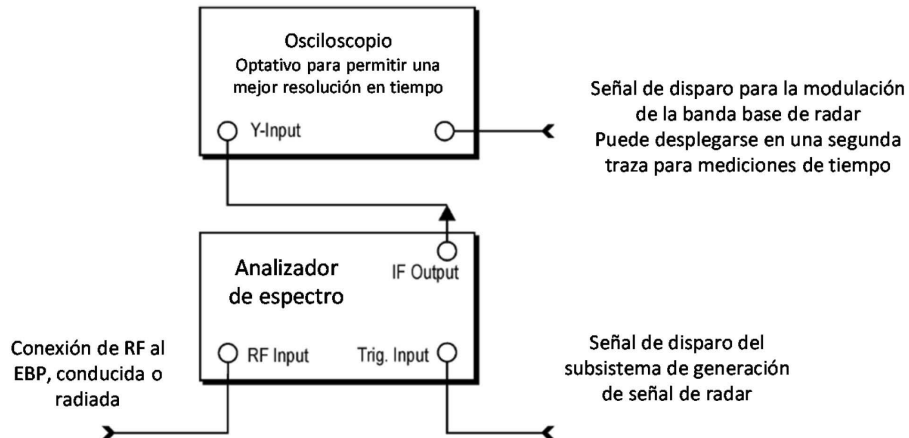 Osciloscopio
Optativo para permitir una
mejor resolución en tiempo
Y-Input
Señal de disparo para la modulación
de la banda base de radar
Puede desplegarse en una segunda
traza para mediciones de tiempo
Analizador
de espectro
IF Output
RF Input
Trig. Input
Conexión de RF al
EBP, conducida o
radiada
Señal de disparo del
subsistema de generación
de señal de radar